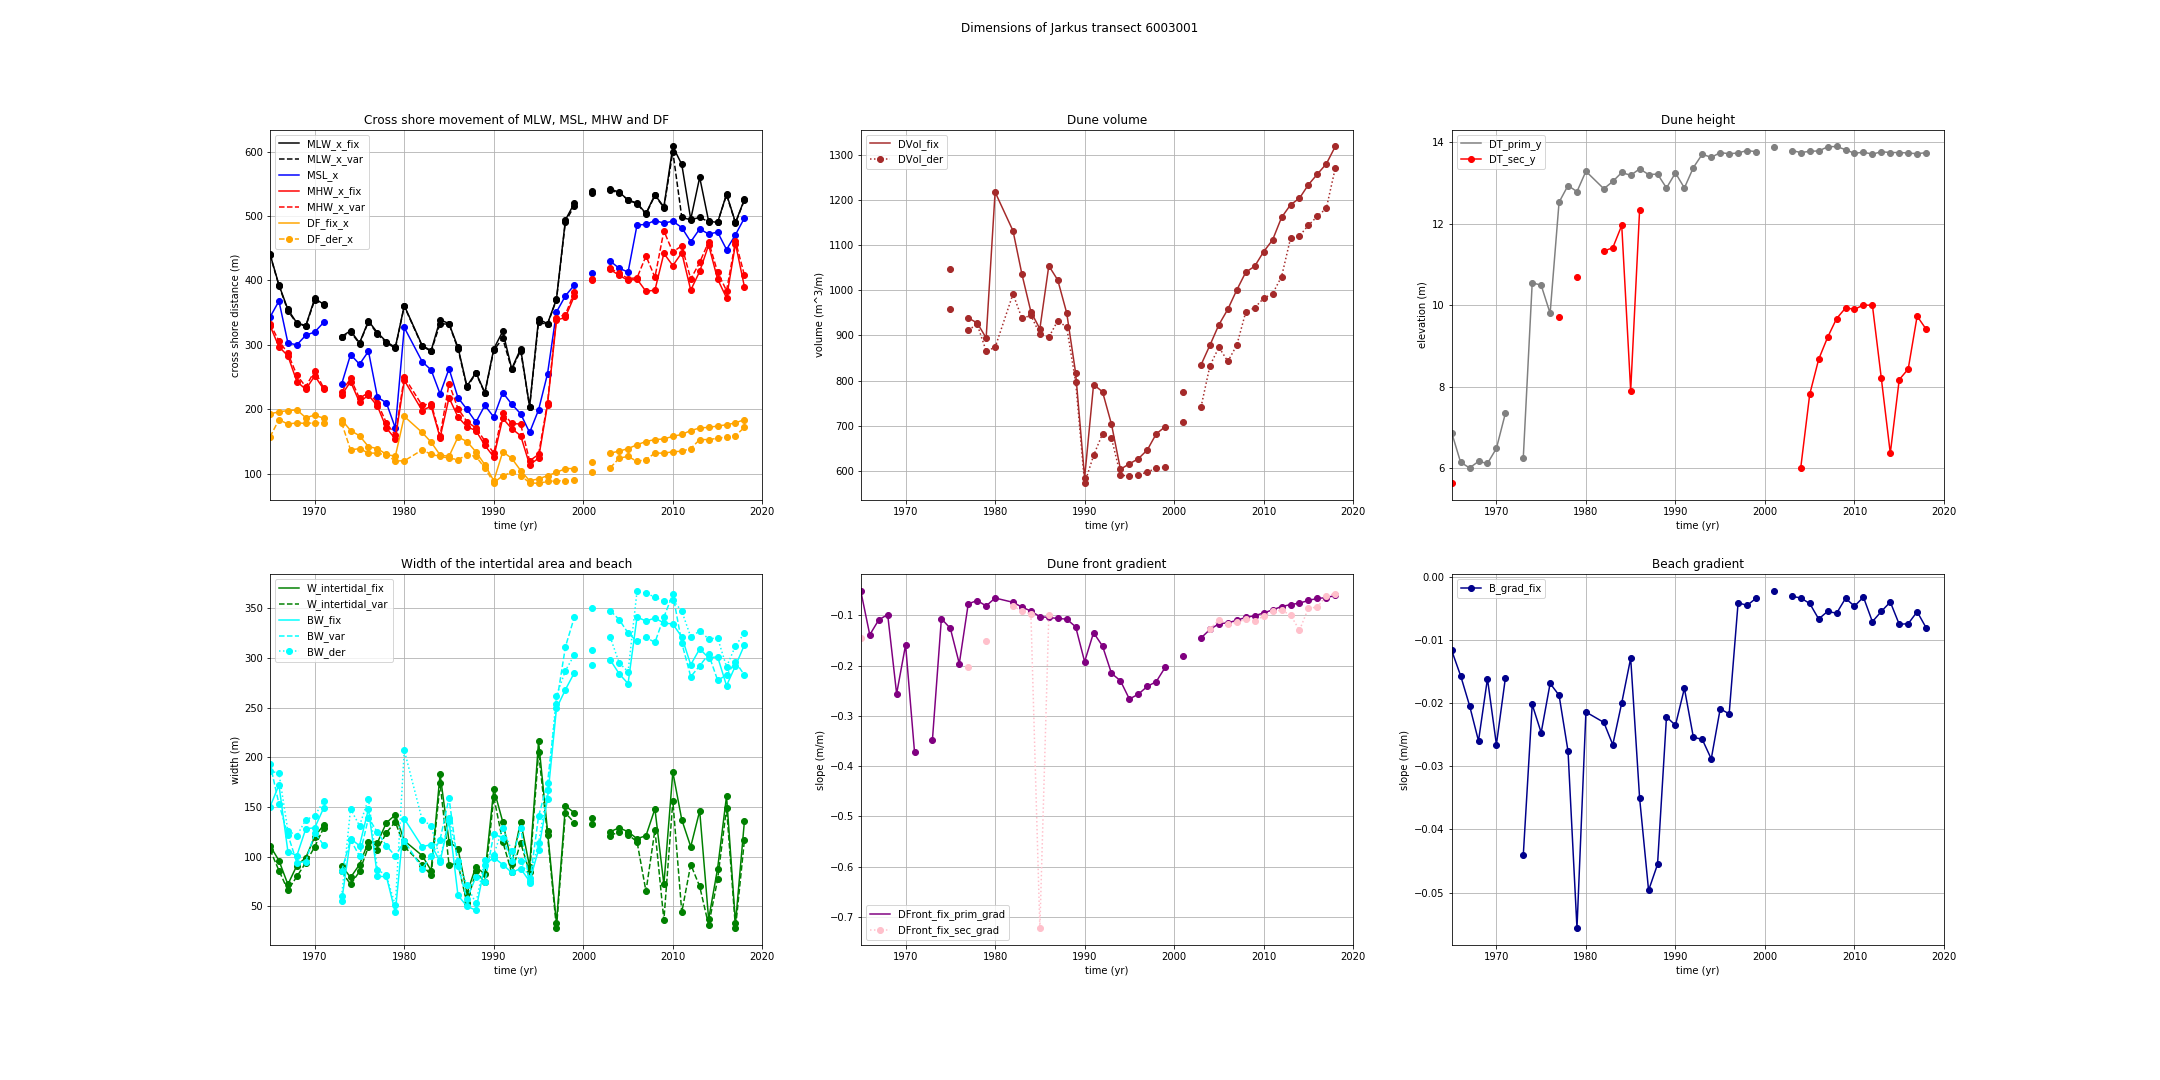 Dimensions of Jarkus transect 6003001
Cross shore movement of MLW, MSL, MHW and DF
MLW_x_fix
MLW_x_var
MSL_x
MHW_x_fix
MHW_x_var
DF_fix_x
DF_der_x
cross shore distance (m)
600
500
400
300
200
100
1970
1980
1990
2000
2010
2020
time (yr)
Dune volume
DVol_fix
DVol_der
volume (m^3/m)
1300
1200
1100
1000
900
800
700
600
1970
1980
1990
2000
2010
2020
time (yr)
Dune height
DT_prim_y
DT_sec_y
elevation (m)
14
12
10
8
6
1970
1980
1990
2000
2010
2020
time (yr)
Width of the intertidal area and beach
W_intertidal_fix
W_intertidal_var
BW_fix
BW_var
BW_der
width (m)
350
300
250
200
150
100
50
1970
1980
1990
2000
2010
2020
time (yr)
Dune front gradient
slope (m/m)
−0.1
−0.2
−0.3
−0.4
−0.5
−0.6
−0.7
DFront_fix_prim_grad
DFront_fix_sec_grad
1970
1980
1990
2000
2010
2020
time (yr)
Beach gradient
B_grad_fix
slope (m/m)
0.00
−0.01
−0.02
−0.03
−0.04
−0.05
1970
1980
1990
2000
2010
2020
time (yr)